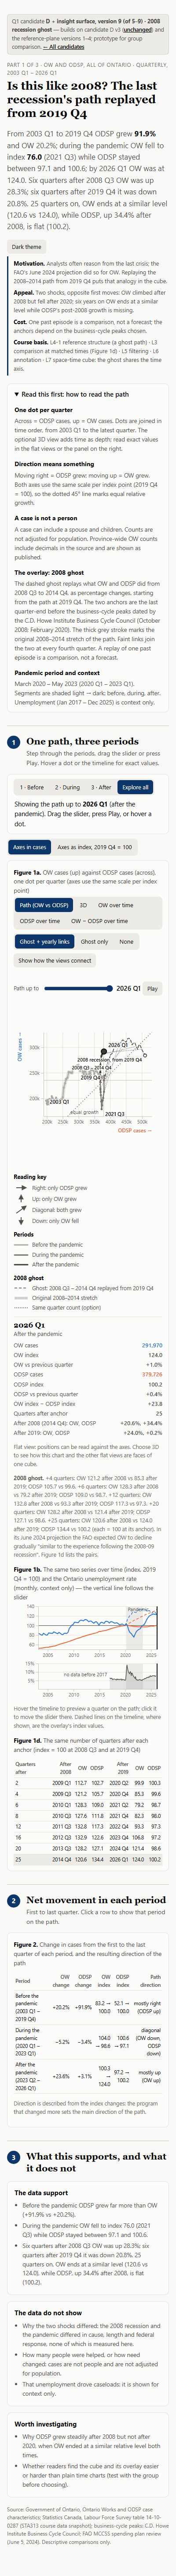 Q1 candidate D + insight surface, version 9 (of 5–9) · 2008
recession ghost — builds on candidate D v3 (unchanged) and
the reference-plane versions 1–4; prototype for group
comparison. ← All candidates
PART 1 OF 3 · OW AND ODSP, ALL OF ONTARIO · QUARTERLY,
2003 Q1 – 2026 Q1
Is this like 2008? The last
recession's path replayed
from 2019 Q4
From 2003 Q1 to 2019 Q4 ODSP grew 91.9%
and OW 20.2%; during the pandemic OW fell to
index 76.0 (2021 Q3) while ODSP stayed
between 97.1 and 100.6; by 2026 Q1 OW was at
124.0. Six quarters after 2008 Q3 OW was up
28.3%; six quarters after 2019 Q4 it was down
20.8%. 25 quarters on, OW ends at a similar level
(120.6 vs 124.0), while ODSP, up 34.4% after
2008, is flat (100.2).
Dark theme
Motivation. Analysts often reason from the last crisis; the
FAO's June 2024 projection did so for OW. Replaying the
2008–2014 path from 2019 Q4 puts that analogy in the cube.
Appeal. Two shocks, opposite first moves: OW climbed after
2008 but fell after 2020; six years on OW ends at a similar
level while ODSP's post-2008 growth is missing.
Cost. One past episode is a comparison, not a forecast; the
anchors depend on the business-cycle peaks chosen.
Course basis. L4-1 reference structure (a ghost path) · L3
comparison at matched times (Figure 1d) · L5 filtering · L6
annotation · L7 space-time cube: the ghost shares the time
axis.
▼ Read this first: how to read the path
One dot per quarter
Across = ODSP cases, up = OW cases. Dots are joined in
time order, from 2003 Q1 to the latest quarter. The
optional 3D view adds time as depth; read exact values
in the flat views or the panel on the right.
Direction means something
Moving right = ODSP grew; moving up = OW grew.
Both axes use the same scale per index point (2019 Q4
= 100), so the dotted 45° line marks equal relative
growth.
A case is not a person
A case can include a spouse and children. Counts are
not adjusted for population. Province-wide OW counts
include declared emergencies, as published.
The overlay: 2008 ghost
The dashed ghost replays what OW and ODSP did from
2008 Q3 to 2014 Q4, as percentage changes, starting
from the path at 2019 Q4. The two anchors are the last
quarter-end before the business-cycle peaks dated by
the C.D. Howe Institute Business Cycle Council (October
2008; February 2020). The thick grey streak marks the
original 2008–2014 stretch of the path. Faint links join
the two at every fourth quarter. A replay of one past
episode is a comparison, not a forecast.
Pandemic period and context
March 2020 – May 2023 (2020 Q1 – 2023 Q1).
Segments are shaded light → dark: before, during, after.
Unemployment (Jan 2017 – Dec 2025) is context only.
1 One path, three periods
Step through the periods, drag the slider or press
Play. Hover a dot or the timeline for exact values.
1 · Before
2 · During
3 · After
Explore all
Showing the path up to 2026 Q1 (after the
pandemic). Drag the slider, press Play, or hover a
dot.
Axes in cases
Axes as index, 2019 Q4 = 100
Figure 1a. OW cases (up) against ODSP cases (across),
one dot per quarter (axes use the same scale per index
point)
Path (OW vs ODSP)
3D
OW over time
ODSP over time
OW − ODSP over time
Ghost + yearly links
Ghost only
None
Show how the views connect
Path up to
2026 Q1
Play
OW cases →
300k
250k
200k
2026 Q1
2008 recession, from 2019 Q4
2008 Q3 – 2014 Q4
2019 Q4
2003 Q1
equal growth
2021 Q3
200k 250k 300k 350k 400k 450k 500k
ODSP cases →
Reading key
Right: only ODSP grew
Up: only OW grew
Diagonal: both grew
Down: only OW fell
Periods
Before the pandemic
During the pandemic
After the pandemic
2008 ghost
Ghost: 2008 Q3 – 2014 Q4 replayed from 2019 Q4
Original 2008–2014 stretch
Same quarter count (option)
2026 Q1
After the pandemic
OW cases 291,970
OW index 124.0
OW vs previous quarter +1.0%
ODSP cases 379,726
ODSP index 100.2
ODSP vs previous quarter +0.4%
OW index − ODSP index +23.8
Quarters after anchor 25
After 2008 (2014 Q4): OW, ODSP +20.6%, +34.4%
After 2019: OW, ODSP +24.0%, +0.2%
Flat view: positions can be read against the axes. Choose 3D
to see how this chart and the other flat views are faces of
one cube.
2008 ghost. +4 quarters: OW 121.2 after 2008 vs 85.3 after
2019; ODSP 105.7 vs 99.6. +6 quarters: OW 128.3 after 2008
vs 79.2 after 2019; ODSP 109.0 vs 98.7. +12 quarters: OW
132.8 after 2008 vs 93.3 after 2019; ODSP 117.3 vs 97.3. +20
quarters: OW 128.2 after 2008 vs 121.4 after 2019; ODSP
127.1 vs 98.6. +25 quarters: OW 120.6 after 2008 vs 124.0
after 2019; ODSP 134.4 vs 100.2 (each = 100 at its anchor). In
its June 2024 projection the FAO expected OW to decline
gradually "similar to the experience following the 2008-09
recession". Figure 1d lists the pairs.
Figure 1b. The same two series over time (index, 2019
Q4 = 100) and the Ontario unemployment rate
(monthly, context only) — the vertical line follows the
slider
140
120
100
80
60
Pandemic
2005 2010 2015 2020 2025
15%
10%
5%
no data before 2017
2005 2010 2015 2020 2025
Hover the timeline to preview a quarter on the path; click it
to move the slider there. Dashed lines on the timeline, where
shown, are the overlay's index values.
Figure 1d. The same number of quarters after each
anchor (index = 100 at 2008 Q3 and at 2019 Q4)
Quarters after | After 2008 | OW | ODSP | After 2019 | OW | ODSP
2 2009 Q1 112.7 102.7 2020 Q2 99.9 100.3
4 2009 Q3 121.2 105.7 2020 Q4 85.3 99.6
6 2010 Q1 128.3 109.0 2021 Q2 79.2 98.7
8 2010 Q3 127.6 111.8 2021 Q4 82.3 98.0
12 2011 Q3 132.8 117.3 2022 Q4 93.3 97.3
16 2012 Q3 133.9 122.6 2023 Q4 106.8 97.2
20 2013 Q3 128.2 127.1 2024 Q4 121.4 98.6
25 2014 Q4 120.6 134.4 2026 Q1 124.0 100.2
2 Net movement in each period
First to last quarter. Click a row to show that period
on the path.
Figure 2. Change in cases from the first to the last
quarter of each period, and the resulting direction of the
path
Period | OW change | ODSP change | OW index | ODSP index | Path direction
Before the pandemic (2003 Q1 – 2019 Q4) +20.2% +91.9% 83.2 → 100.0 52.1 → 100.0 mostly right (ODSP up)
During the pandemic (2020 Q1 – 2023 Q1) −5.2% −3.4% 104.0 → 98.6 100.6 → 97.1 diagonal (OW down, ODSP down)
After the pandemic (2023 Q2 – 2026 Q1) +23.6% +3.1% 100.3 → 124.0 97.2 → 100.2 mostly up (OW up)
Direction is described from the index changes: the
program that changed more sets the main direction of the path.
3 What this supports, and what
it does not
The data support
Before the pandemic ODSP grew far more than OW
(+91.9% vs +20.2%).
During the pandemic OW fell to index 76.0 (2021
Q3) while ODSP stayed between 97.1 and 100.6.
Six quarters after 2008 Q3 OW was up 28.3%; six
quarters after 2019 Q4 it was down 20.8%. 25
quarters on, OW ends at a similar level (120.6 vs
124.0), while ODSP, up 34.4% after 2008, is flat
(100.2).
The data do not show
Why the two shocks differed: the 2008 recession and
the pandemic differed in cause, length and federal
response, none of which is measured here.
How many people were helped, or how long they
needed help: cases are not people and are not adjusted
for population.
That unemployment drove caseloads: it is shown for
context only.
Worth investigating
Why ODSP grew steadily after 2008 but not after
2020, when OW ended at a similar relative level both
times.
Whether readers find the cube and its overlay easier
or harder than plain time charts (test with the group
before choosing).
Source: Government of Ontario, Ontario Works and ODSP case
characteristics; Statistics Canada, Labour Force Survey table 14-10-
0287 (STA313 course data snapshot); business-cycle peaks: C.D. Howe
Institute Business Cycle Council; FAO MCCSS spending plan review
(June 5, 2024). Descriptive comparisons only.